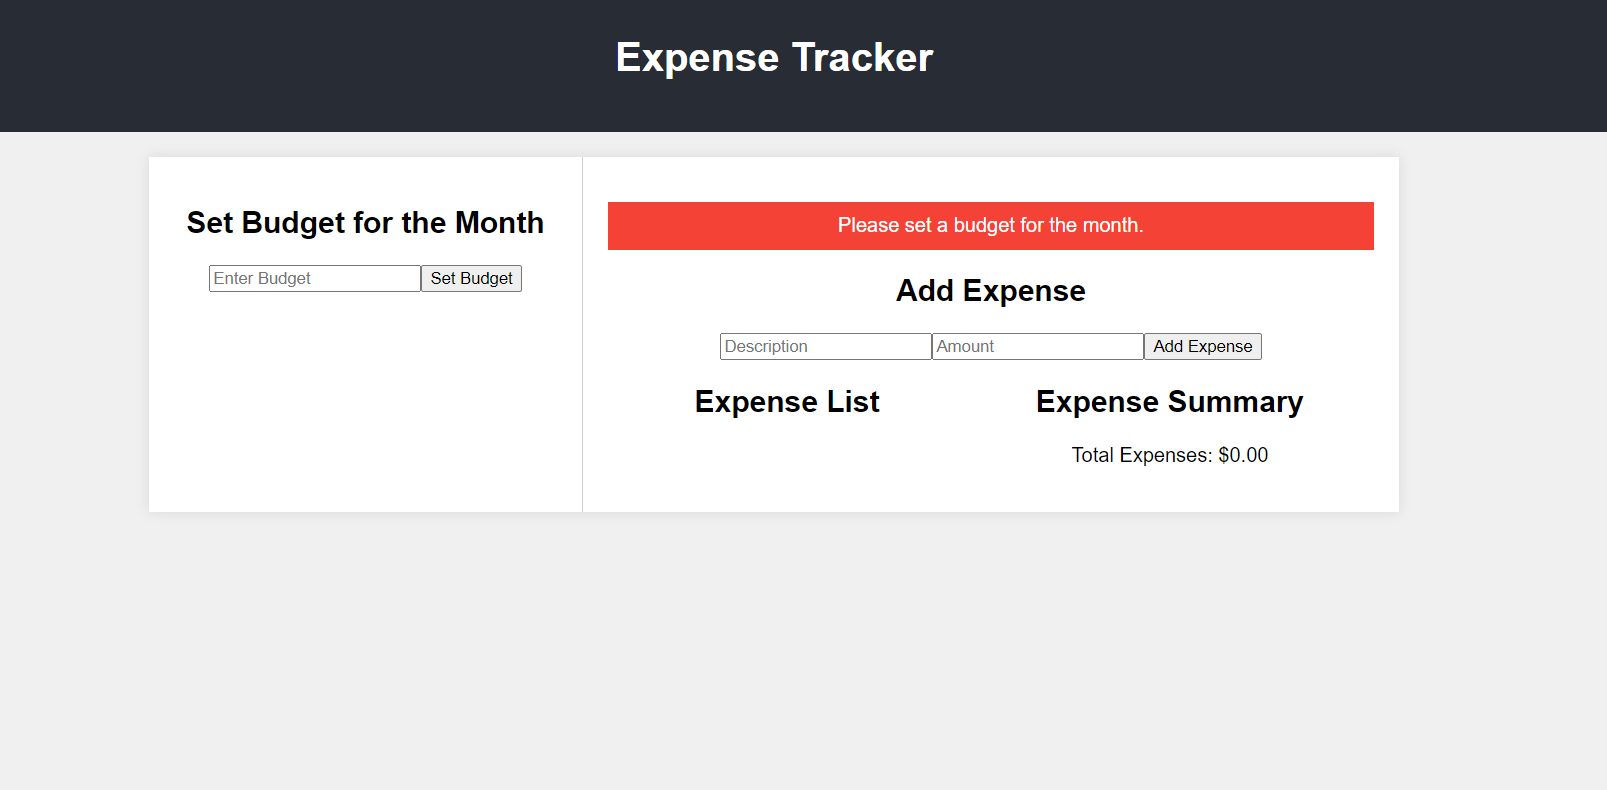 Expense Tracker
Set Budget for the Month
Enter Budget Set Budget
Please set a budget for the month.
Add Expense
Description Amount Add Expense
Expense List
Expense Summary
Total Expenses: $0.00